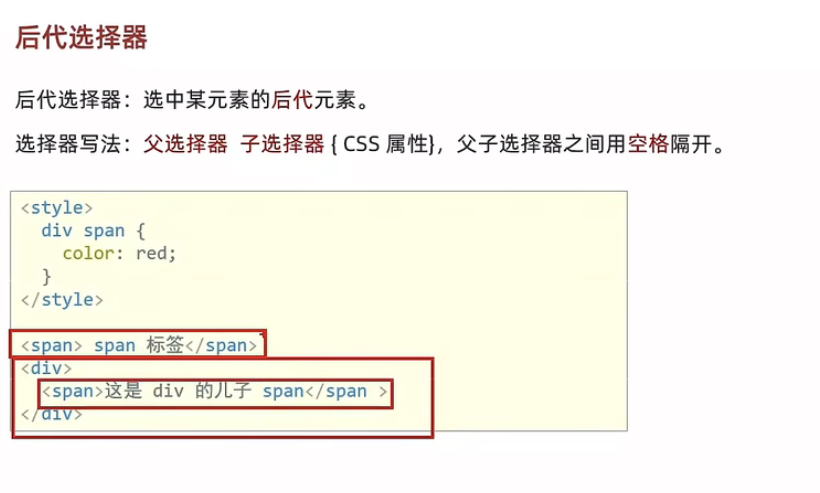 后代选择器
后代选择器：选中某元素的后代元素。
选择器写法：父选择器 子选择器 { CSS 属性}，父子选择器之间用空格隔开。
<style>
  div span {
    color: red;
  }
</style>
<span> span 标签</span>
<div>
  <span>这是 div 的儿子 span</span >
</div>